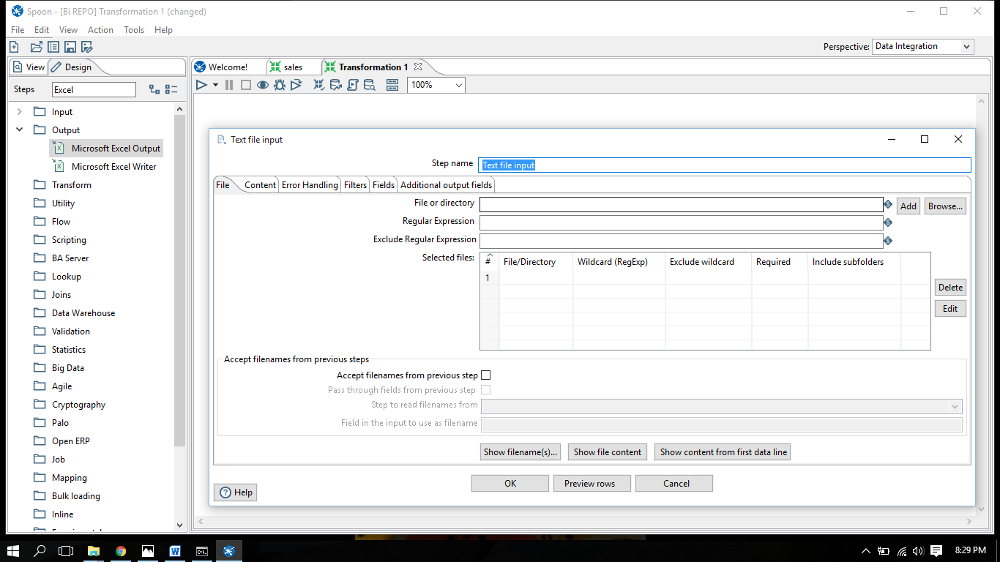 Spoon - [Bi REPO] Transformation 1 (changed)
File Edit View Action Tools Help
Perspective: Data Integration
View Design
Welcome! sales Transformation 1
Steps Excel
100%
Input
Output
Microsoft Excel Output
Microsoft Excel Writer
Transform
Utility
Flow
Scripting
BA Server
Lookup
Joins
Data Warehouse
Validation
Statistics
Big Data
Agile
Cryptography
Palo
Open ERP
Job
Mapping
Bulk loading
Inline
Text file input
Step name Text file input
File Content Error Handling Filters Fields Additional output fields
File or directory Add Browse...
Regular Expression
Exclude Regular Expression
Selected files: # File/Directory Wildcard (RegExp) Exclude wildcard Required Include subfolders
1
Delete
Edit
Accept filenames from previous steps
Accept filenames from previous step
Pass through fields from previous step
Step to read filenames from
Field in the input to use as filename
Show filename(s)... Show file content Show content from first data line
OK Preview rows Cancel
Help
8:29 PM